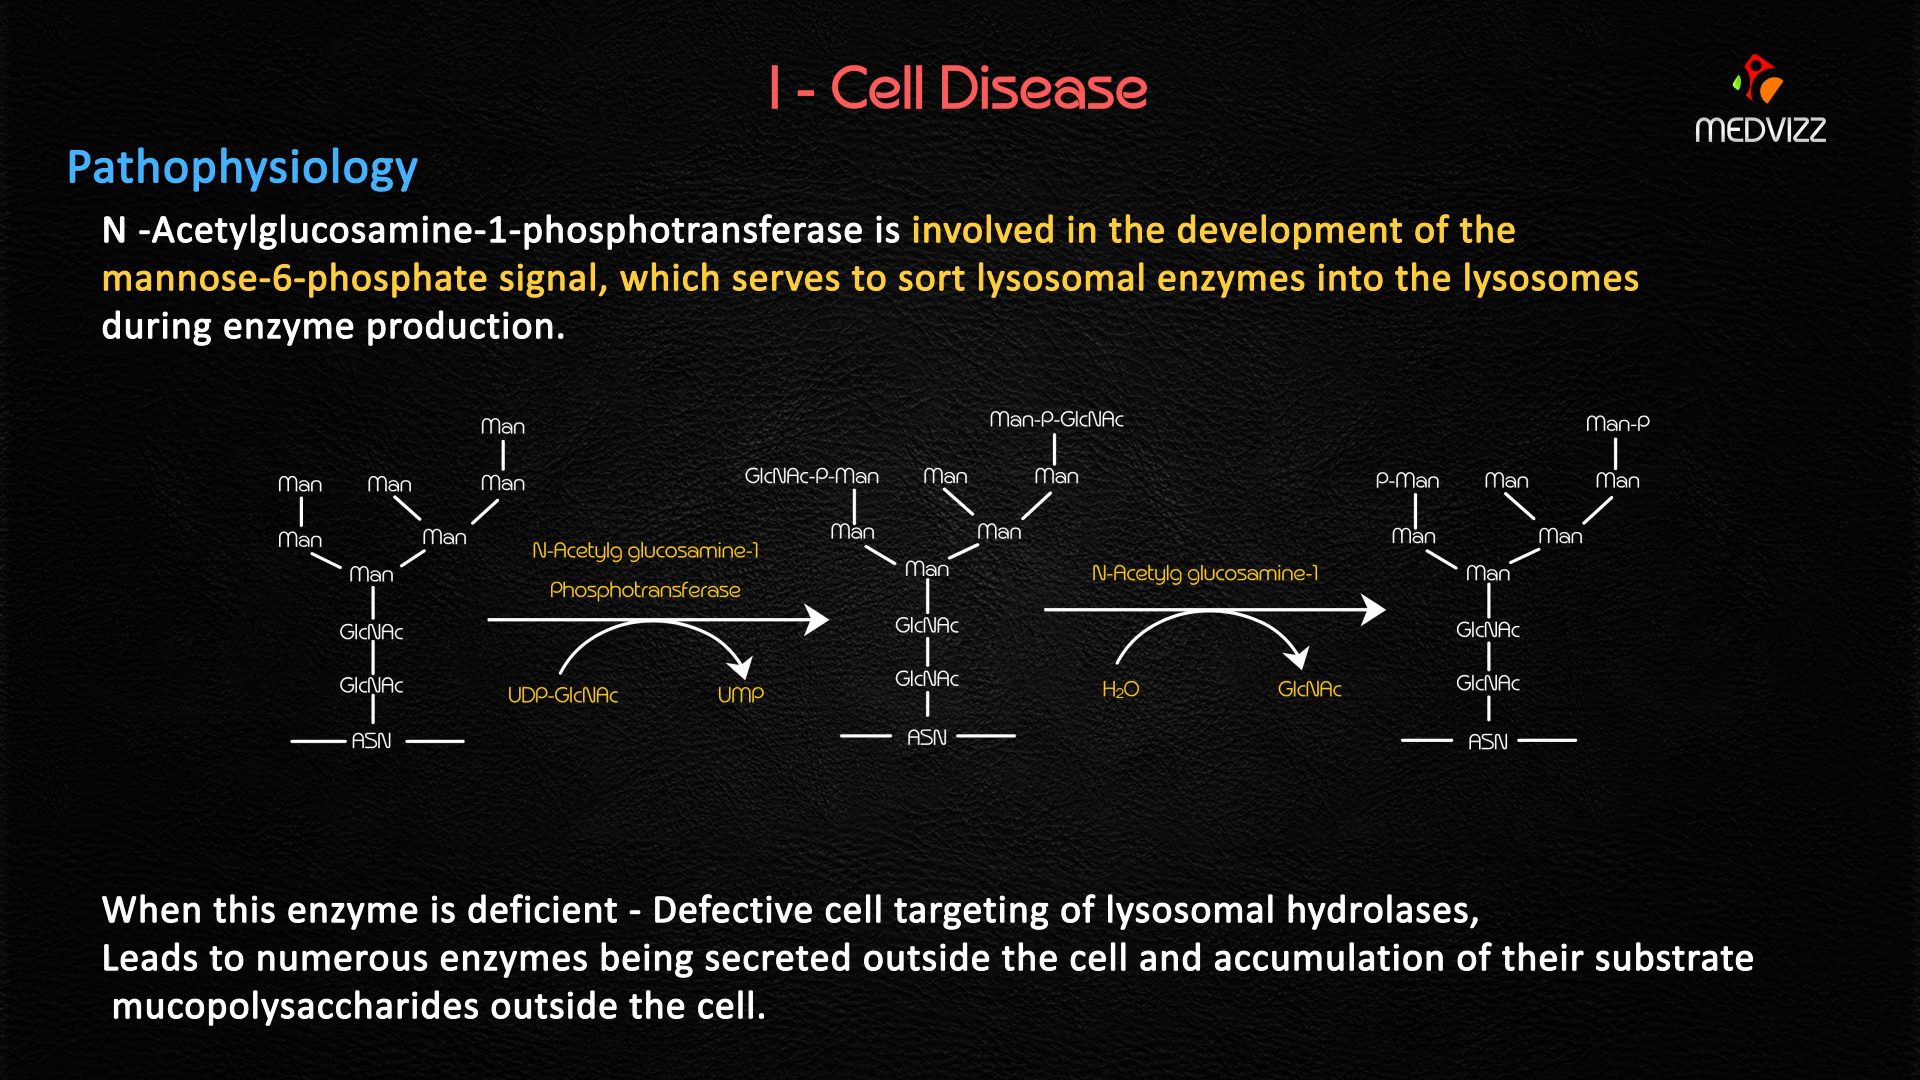 I - Cell Disease
MEDVIZZ
Pathophysiology
N -Acetylglucosamine-1-phosphotransferase is involved in the development of the
mannose-6-phosphate signal, which serves to sort lysosomal enzymes into the lysosomes
during enzyme production.
Man
Man
Man
Man
Man
Man
Man
Man
GlcNAc
GlcNAc
ASN
N-Acetylg glucosamine-1
Phosphotransferase
UDP-GlcNAc
UMP
Man-P-GlcNAc
GlcNAc-P-Man
Man
Man
Man
Man
Man
GlcNAc
GlcNAc
ASN
N-Acetylg glucosamine-1
H₂O
GlcNAc
Man-P
P-Man
Man
Man
Man
Man
Man
GlcNAc
GlcNAc
ASN
When this enzyme is deficient - Defective cell targeting of lysosomal hydrolases,
Leads to numerous enzymes being secreted outside the cell and accumulation of their substrate
mucopolysaccharides outside the cell.